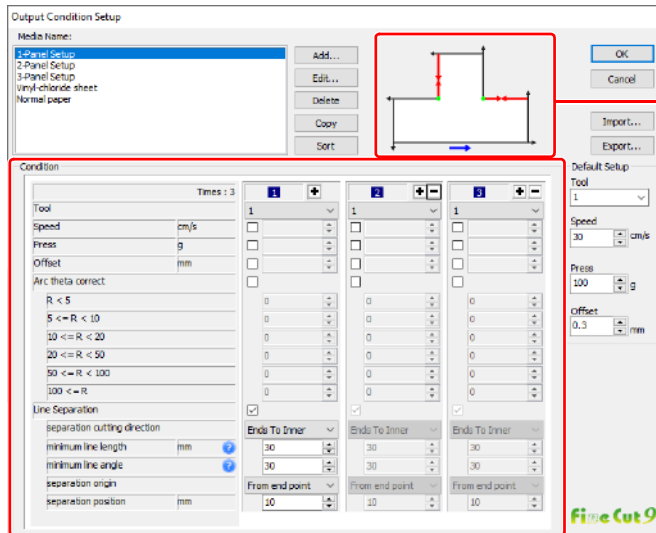 Output Condition Setup
Media Name:
1-Panel Setup
2-Panel Setup
3-Panel Setup
Vinyl-chloride sheet
Normal paper
Add...
Edit...
Delete
Copy
Sort
OK
Cancel
Import...
Export...
Condition
Times : 3 1 + 2 + - 3 + -
Tool 1 1 1
Speed cm/s
Press g
Offset mm
Arc theta correct
R < 5 0 0 0
5 <= R < 10 0 0 0
10 <= R < 20 0 0 0
20 <= R < 50 0 0 0
50 <= R < 100 0 0 0
100 <= R 0 0 0
Line Separation
separation cutting direction Ends To Inner Ends To Inner Ends To Inner
minimum line length mm ? 30 30 30
minimum line angle ? 30 30 30
separation origin From end point From end point From end point
separation position mm 10 10 10
Default Setup
Tool
1
Speed
30 cm/s
Press
100 g
Offset
0.3 mm
Fine Cut 9